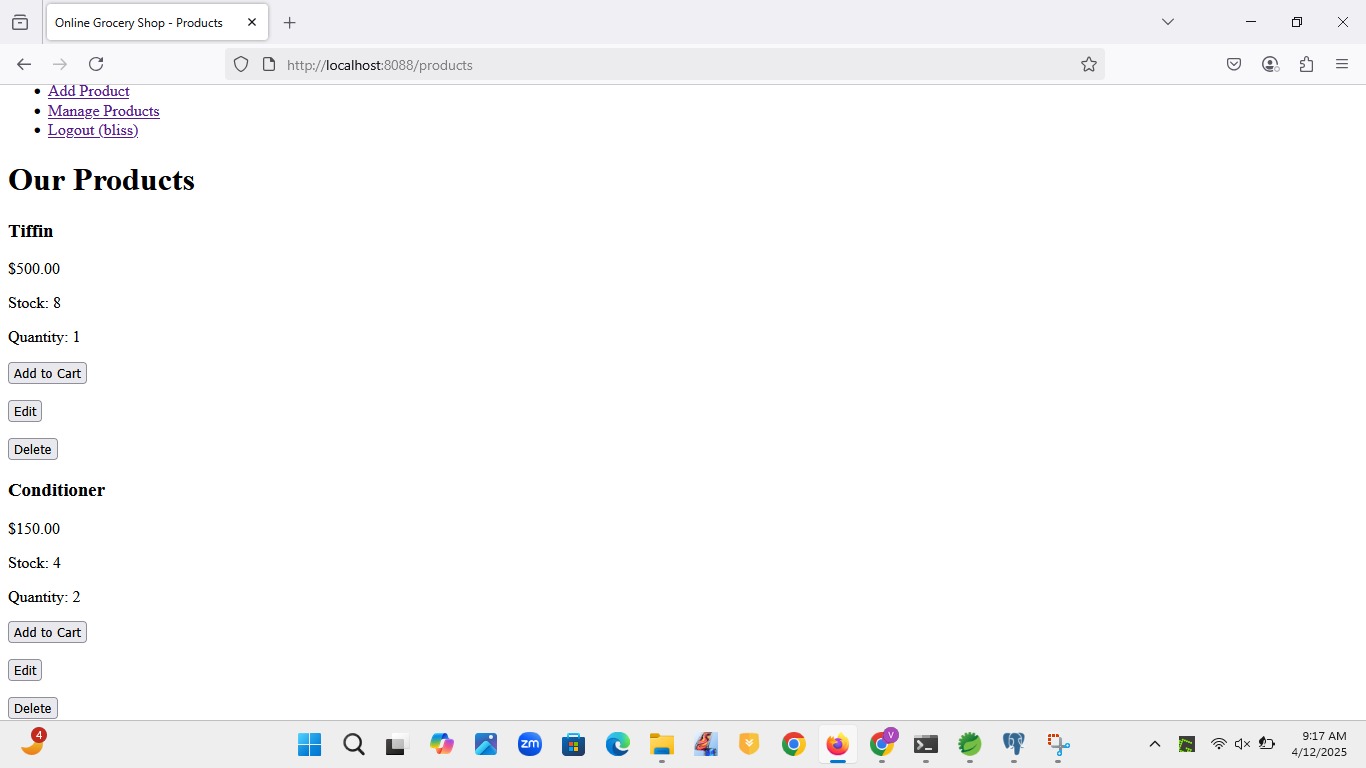 Online Grocery Shop - Products
http://localhost:8088/products
Add Product
Manage Products
Logout (bliss)
Our Products
Tiffin
$500.00
Stock: 8
Quantity: 1
Add to Cart
Edit
Delete
Conditioner
$150.00
Stock: 4
Quantity: 2
Add to Cart
Edit
Delete
4
zm
V
9:17 AM
4/12/2025